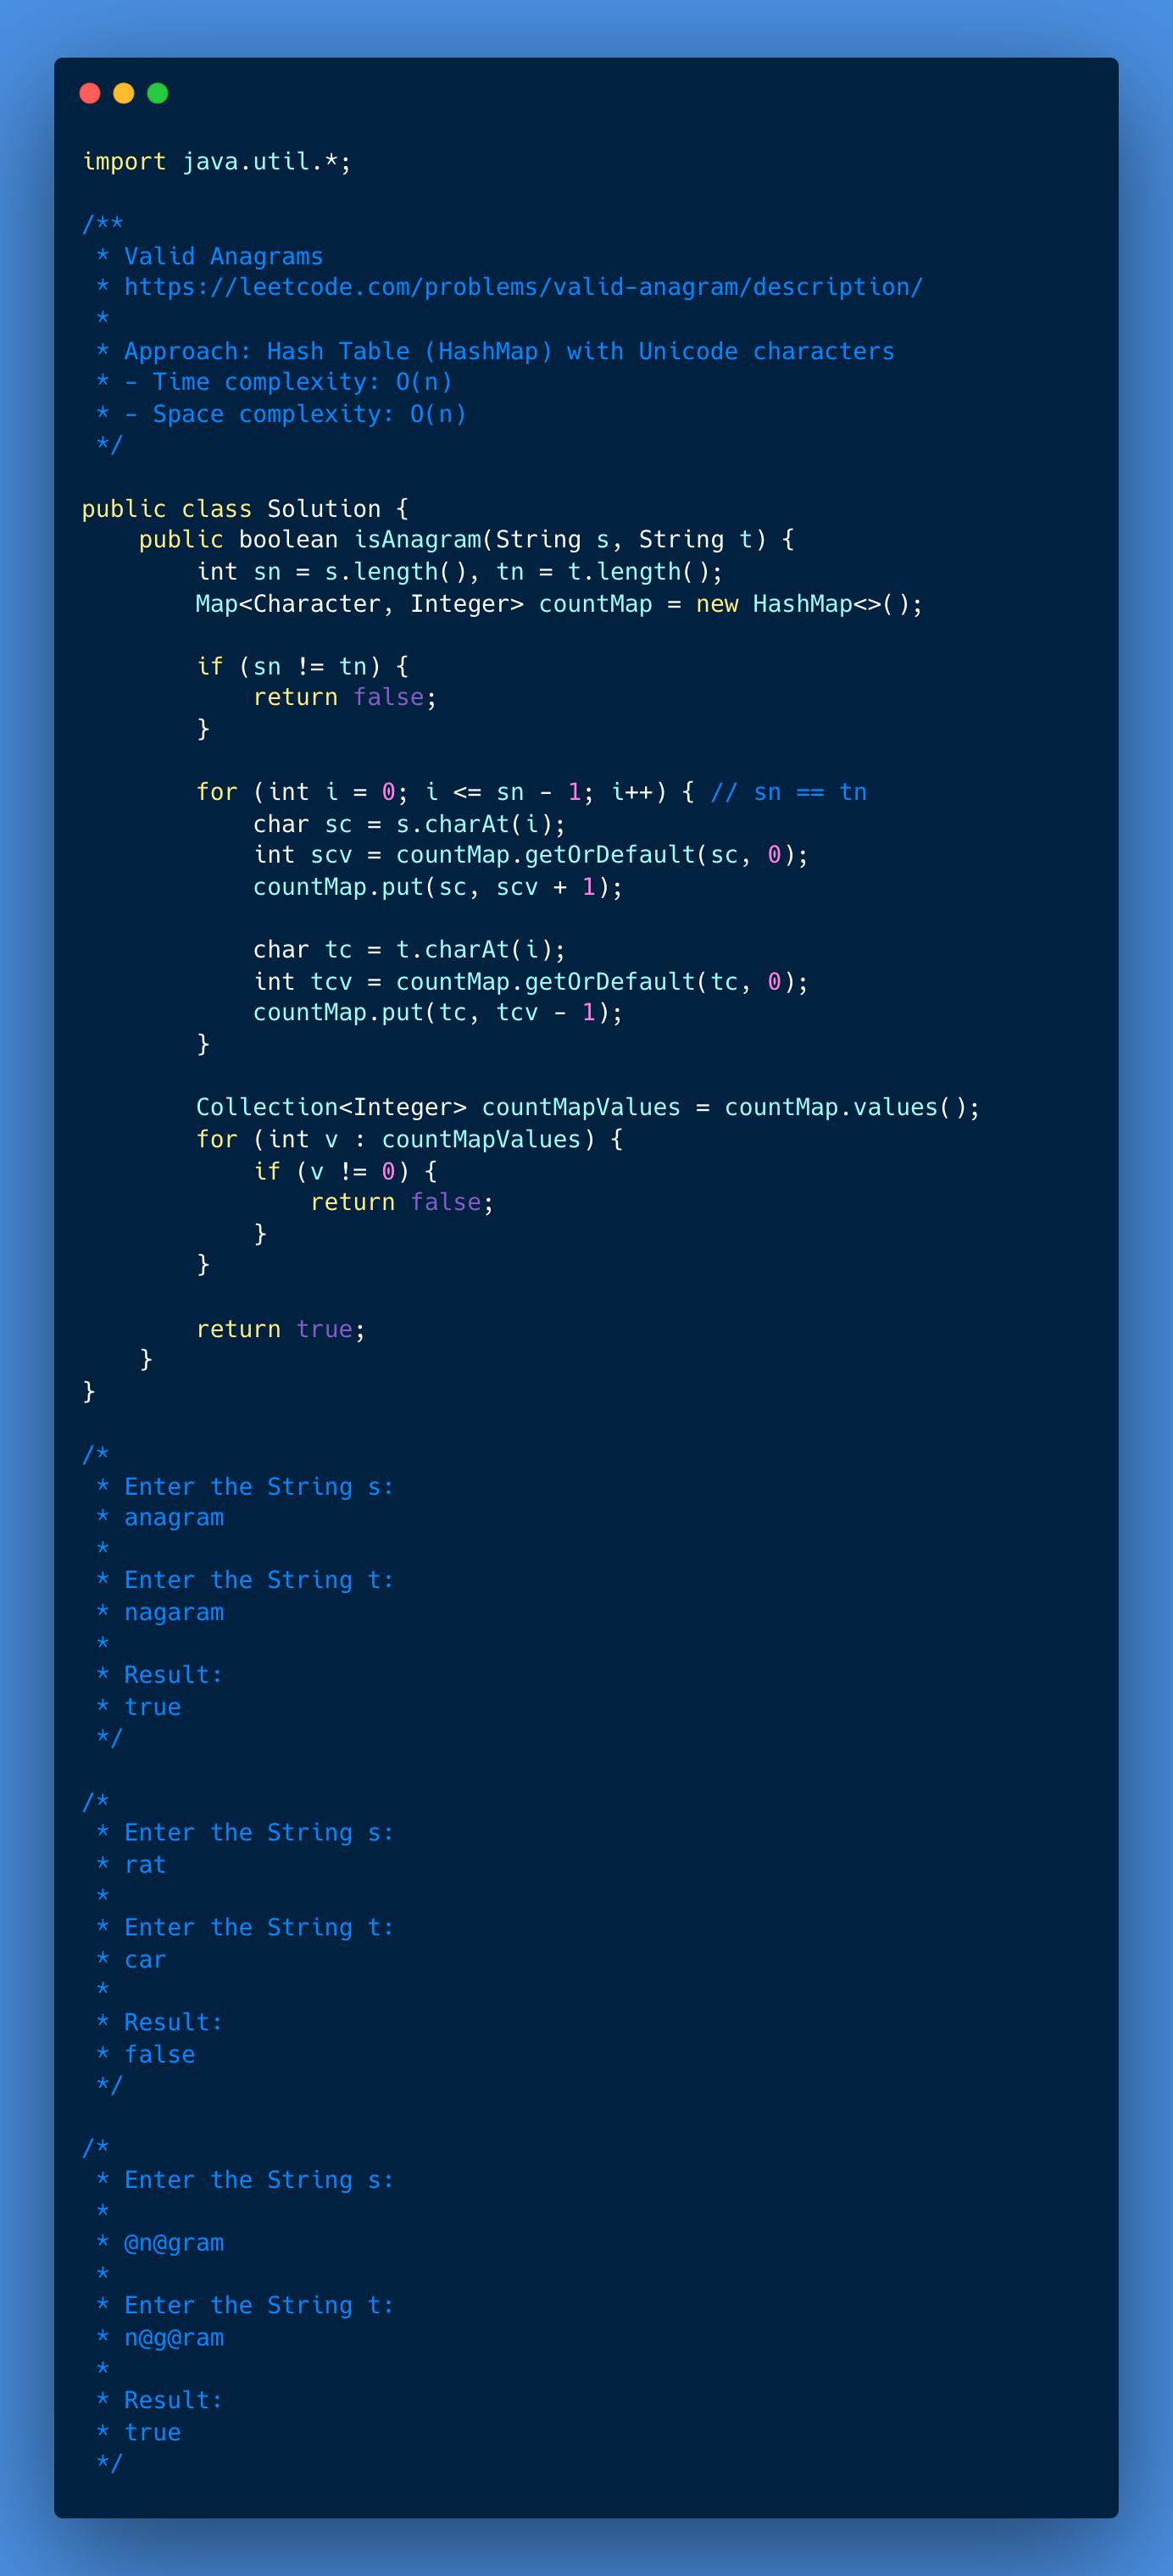 import java.util.*;

/**
 * Valid Anagrams
 * https://leetcode.com/problems/valid-anagram/description/
 *
 * Approach: Hash Table (HashMap) with Unicode characters
 * - Time complexity: O(n)
 * - Space complexity: O(n)
 */

public class Solution {
    public boolean isAnagram(String s, String t) {
        int sn = s.length(), tn = t.length();
        Map<Character, Integer> countMap = new HashMap<>();

        if (sn != tn) {
            return false;
        }

        for (int i = 0; i <= sn - 1; i++) { // sn == tn
            char sc = s.charAt(i);
            int scv = countMap.getOrDefault(sc, 0);
            countMap.put(sc, scv + 1);

            char tc = t.charAt(i);
            int tcv = countMap.getOrDefault(tc, 0);
            countMap.put(tc, tcv - 1);
        }

        Collection<Integer> countMapValues = countMap.values();
        for (int v : countMapValues) {
            if (v != 0) {
                return false;
            }
        }

        return true;
    }
}

/*
 * Enter the String s:
 * anagram
 *
 * Enter the String t:
 * nagaram
 *
 * Result:
 * true
 */

/*
 * Enter the String s:
 * rat
 *
 * Enter the String t:
 * car
 *
 * Result:
 * false
 */

/*
 * Enter the String s:
 *
 * @n@gram
 *
 * Enter the String t:
 * n@g@ram
 *
 * Result:
 * true
 */